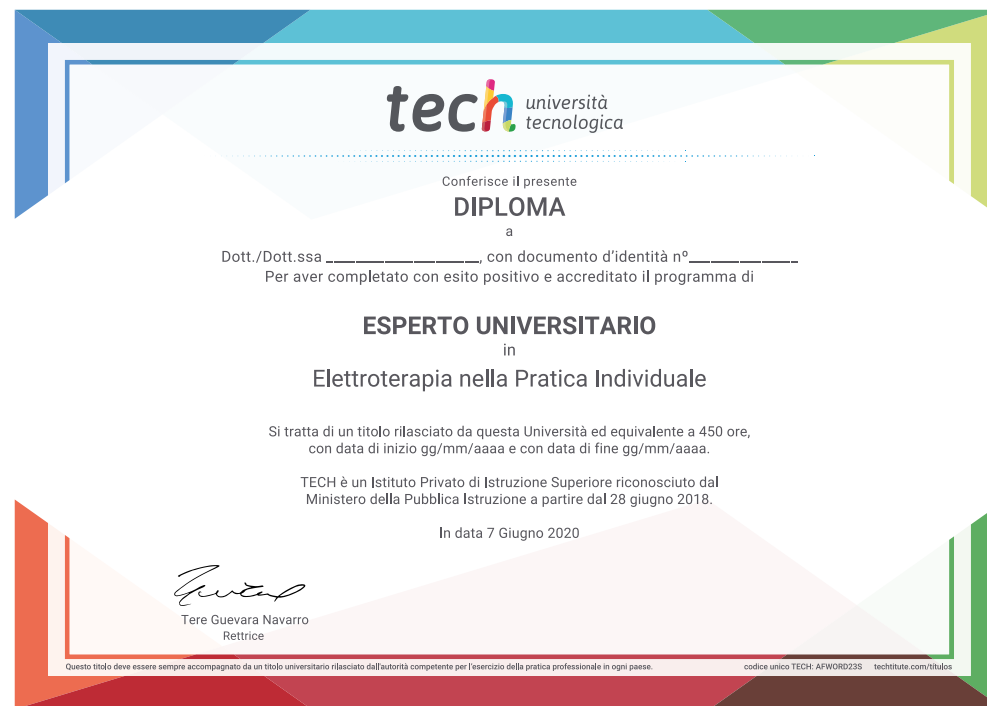 tech università
tecnologica
Conferisce il presente
DIPLOMA
a
Dott./Dott.ssa ____________________, con documento d'identità nº______________
Per aver completato con esito positivo e accreditato il programma di
ESPERTO UNIVERSITARIO
in
Elettroterapia nella Pratica Individuale
Si tratta di un titolo rilasciato da questa Università ed equivalente a 450 ore,
con data di inizio gg/mm/aaaa e con data di fine gg/mm/aaaa.
TECH è un Istituto Privato di Istruzione Superiore riconosciuto dal
Ministero della Pubblica Istruzione a partire dal 28 giugno 2018.
In data 7 Giugno 2020
Tere Guevara Navarro
Rettrice
Questo titolo deve essere sempre accompagnato da un titolo universitario rilasciato dall'autorità competente per l'esercizio della pratica professionale in ogni paese. codice unico TECH: AFWORD23S techtitute.com/titulos